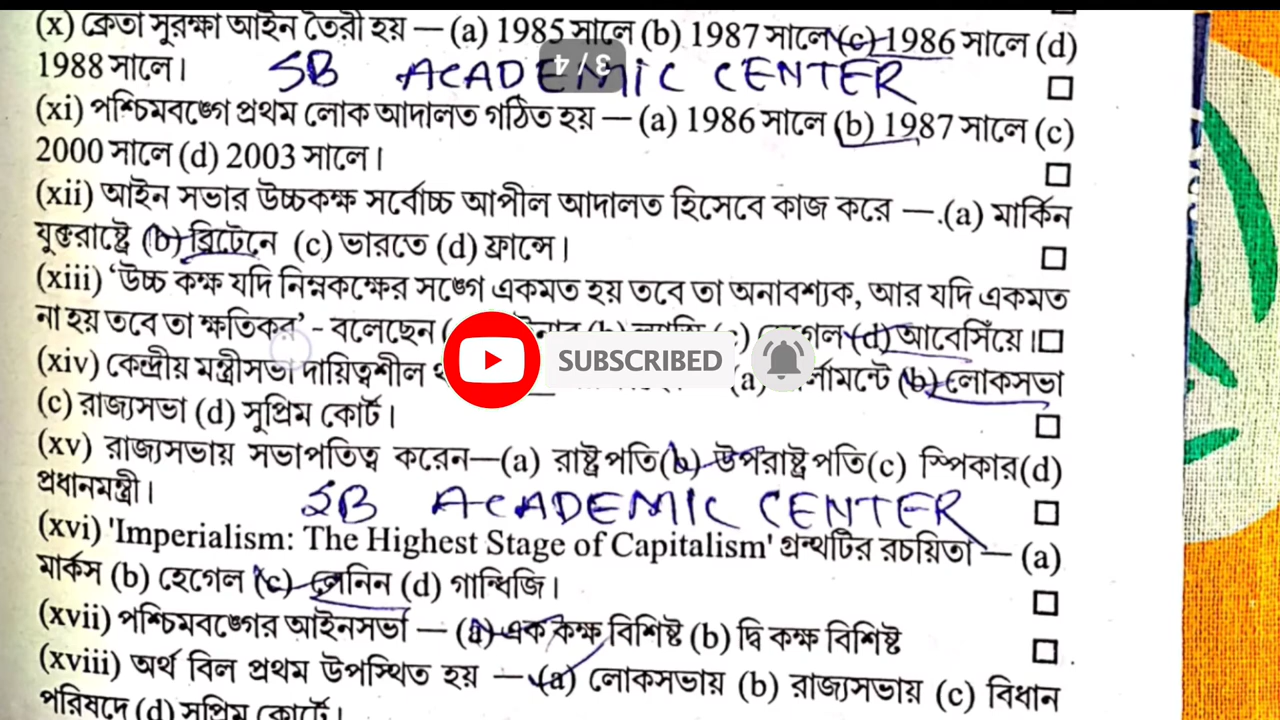 (x) ক্রেতা সুরক্ষা আইন তৈরী হয় — (a) 1985 সালে (b) 1987 সালে (c) 1986 সালে (d)
3 / 4
1988 সালে।
SB ACADEMIC CENTER
(xi) পশ্চিমবঙ্গে প্রথম লোক আদালত গঠিত হয় — (a) 1986 সালে (b) 1987 সালে (c)
2000 সালে (d) 2003 সালে।
(xii) আইন সভার উচ্চকক্ষ সর্বোচ্চ আপীল আদালত হিসেবে কাজ করে —.(a) মার্কিন
যুক্তরাষ্ট্রে (b) ব্রিটেনে (c) ভারতে (d) ফ্রান্সে।
(xiii) ‘উচ্চ কক্ষ যদি নিম্নকক্ষের সঙ্গে একমত হয় তবে তা অনাবশ্যক, আর যদি একমত
না হয় তবে তা ক্ষতিকর’ - বলেছেন (d) আবেসিঁয়ে।
SUBSCRIBED
(xiv) কেন্দ্রীয় মন্ত্রীসভা দায়িত্বশীল (b) লোকসভা
(c) রাজ্যসভা (d) সুপ্রিম কোর্ট।
(xv) রাজ্যসভায় সভাপতিত্ব করেন—(a) রাষ্ট্রপতি(b) উপরাষ্ট্রপতি(c) স্পিকার(d)
প্রধানমন্ত্রী।
SB ACADEMIC CENTER
(xvi) 'Imperialism: The Highest Stage of Capitalism' গ্রন্থটির রচয়িতা — (a)
মার্কস (b) হেগেল (c) লেনিন (d) গান্ধিজি।
(xvii) পশ্চিমবঙ্গের আইনসভা — (a) এক কক্ষ বিশিষ্ট (b) দ্বি কক্ষ বিশিষ্ট
(xviii) অর্থ বিল প্রথম উপস্থিত হয় — (a) লোকসভায় (b) রাজ্যসভায় (c) বিধান
পরিষদে (d) সুপ্রিম কোর্টে।